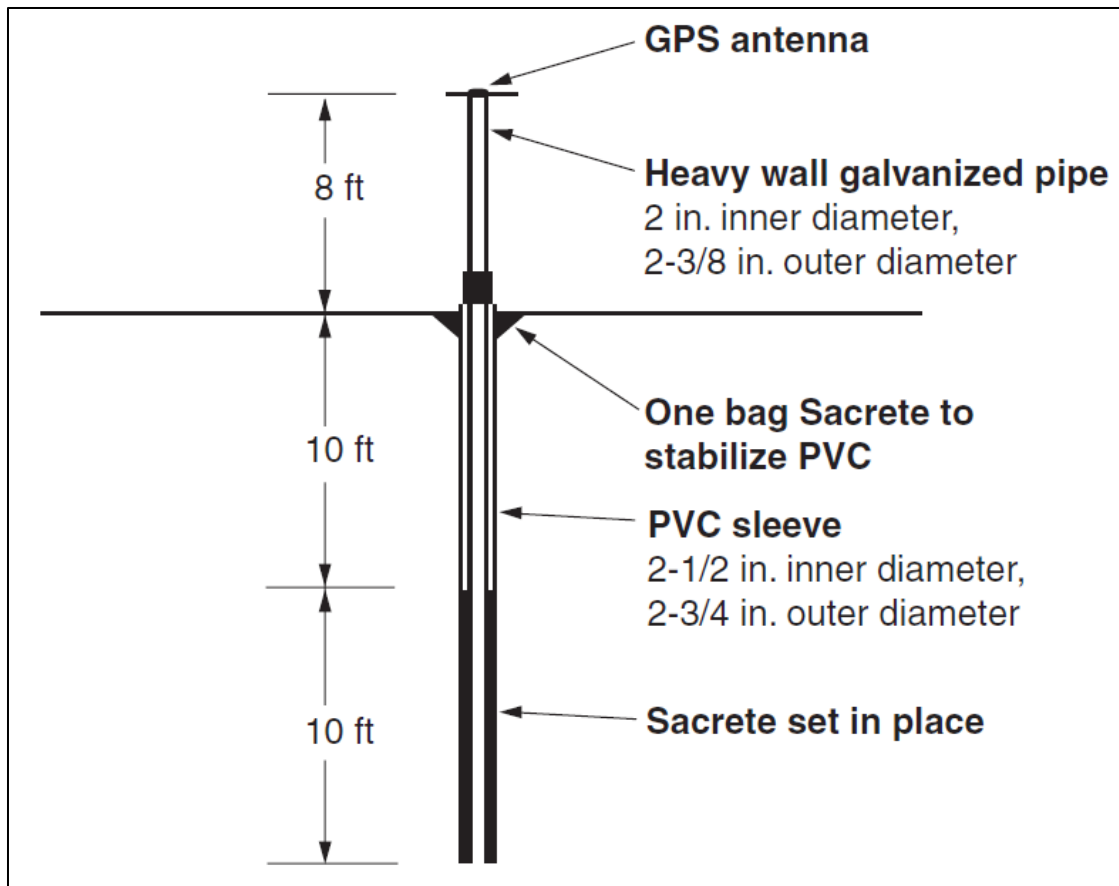 GPS antenna
8 ft
Heavy wall galvanized pipe
2 in. inner diameter,
2-3/8 in. outer diameter
10 ft
One bag Sacrete to
stabilize PVC
PVC sleeve
2-1/2 in. inner diameter,
2-3/4 in. outer diameter
10 ft
Sacrete set in place